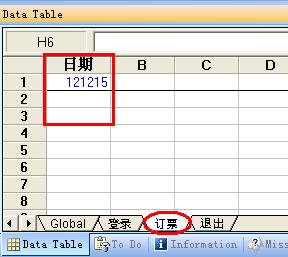 Data Table
H6
日期 B C D
1 121215
2
3
4
5
6
7
8
Global 登录 订票 退出
Data Table To Do Information Miss